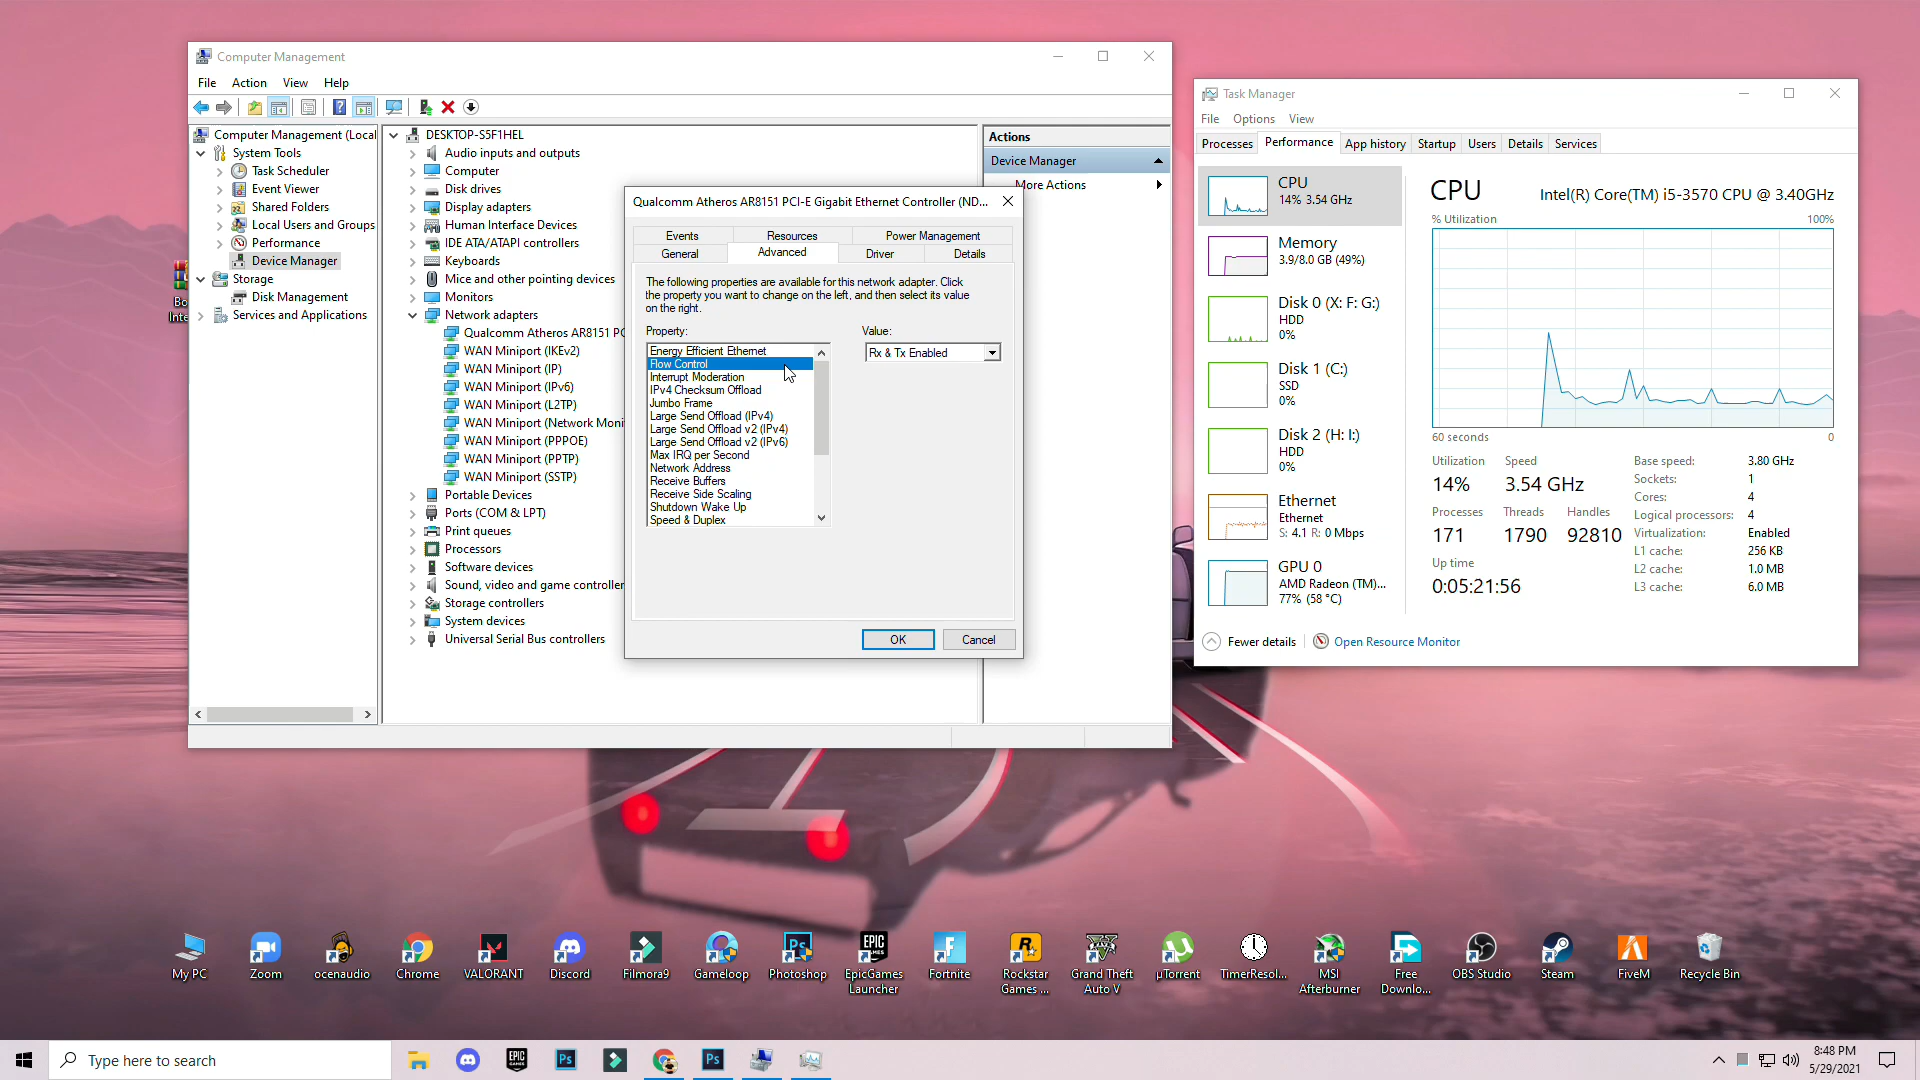 Computer Management
File Action View Help
Computer Management (Local
System Tools
Task Scheduler
Event Viewer
Shared Folders
Local Users and Groups
Performance
Device Manager
Storage
Disk Management
Services and Applications
DESKTOP-S5F1HEL
Audio inputs and outputs
Computer
Disk drives
Display adapters
Human Interface Devices
IDE ATA/ATAPI controllers
Keyboards
Mice and other pointing devices
Monitors
Network adapters
Qualcomm Atheros AR8151 PC
WAN Miniport (IKEv2)
WAN Miniport (IP)
WAN Miniport (IPv6)
WAN Miniport (L2TP)
WAN Miniport (Network Moni
WAN Miniport (PPPOE)
WAN Miniport (PPTP)
WAN Miniport (SSTP)
Portable Devices
Ports (COM & LPT)
Print queues
Processors
Software devices
Sound, video and game controller
Storage controllers
System devices
Universal Serial Bus controllers
Actions
Device Manager
More Actions
Qualcomm Atheros AR8151 PCI-E Gigabit Ethernet Controller (ND...
Events Resources Power Management
General Advanced Driver Details
The following properties are available for this network adapter. Click
the property you want to change on the left, and then select its value
on the right.
Property: Value:
Energy Efficient Ethernet
Flow Control
Interrupt Moderation
IPv4 Checksum Offload
Jumbo Frame
Large Send Offload (IPv4)
Large Send Offload v2 (IPv4)
Large Send Offload v2 (IPv6)
Max IRQ per Second
Network Address
Receive Buffers
Receive Side Scaling
Shutdown Wake Up
Speed & Duplex
Rx & Tx Enabled
OK Cancel
Task Manager
File Options View
Processes Performance App history Startup Users Details Services
CPU
14% 3.54 GHz
Memory
3.9/8.0 GB (49%)
Disk 0 (X: F: G:)
HDD
0%
Disk 1 (C:)
SSD
0%
Disk 2 (H: I:)
HDD
0%
Ethernet
Ethernet
S: 4.1 R: 0 Mbps
GPU 0
AMD Radeon (TM)...
77% (58 °C)
CPU Intel(R) Core(TM) i5-3570 CPU @ 3.40GHz
% Utilization 100%
60 seconds 0
Utilization Speed
14% 3.54 GHz
Processes Threads Handles
171 1790 92810
Up time
0:05:21:56
Base speed: 3.80 GHz
Sockets: 1
Cores: 4
Logical processors: 4
Virtualization: Enabled
L1 cache: 256 KB
L2 cache: 1.0 MB
L3 cache: 6.0 MB
Fewer details Open Resource Monitor
My PC
Zoom
ocenaudio
Chrome
VALORANT
Discord
Filmora9
Gameloop
Photoshop
EPIC GAMES
EpicGames
Launcher
Fortnite
Rockstar
Games ...
Grand Theft
Auto V
µTorrent
TimerResol...
MSI
Afterburner
Free
Downlo...
OBS Studio
Steam
FiveM
Recycle Bin
Type here to search
8:48 PM
5/29/2021